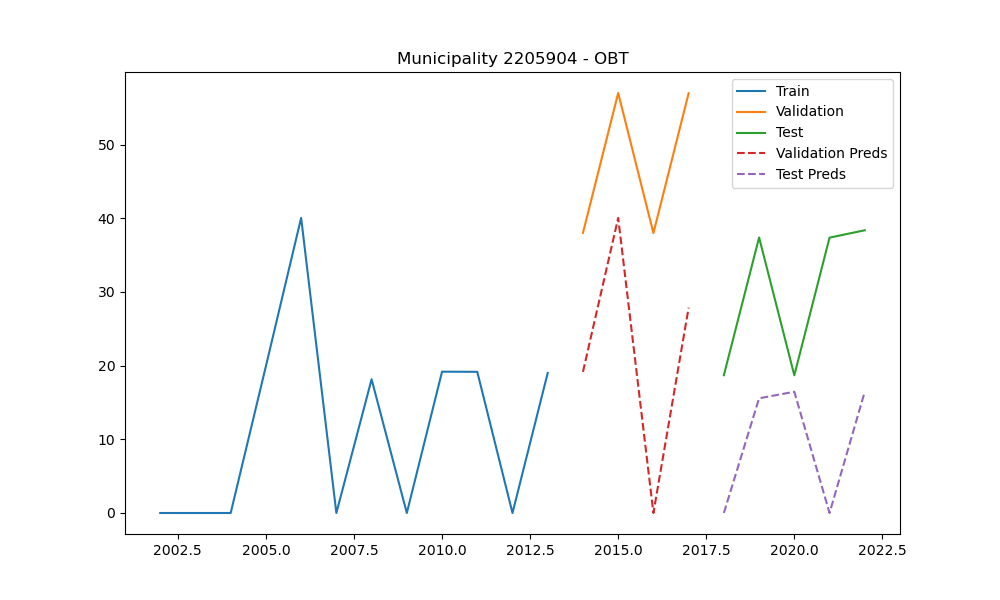 Municipality 2205904 - OBT
Train
Validation
Test
Validation Preds
Test Preds
50
40
30
20
10
0
2002.5 2005.0 2007.5 2010.0 2012.5 2015.0 2017.5 2020.0 2022.5